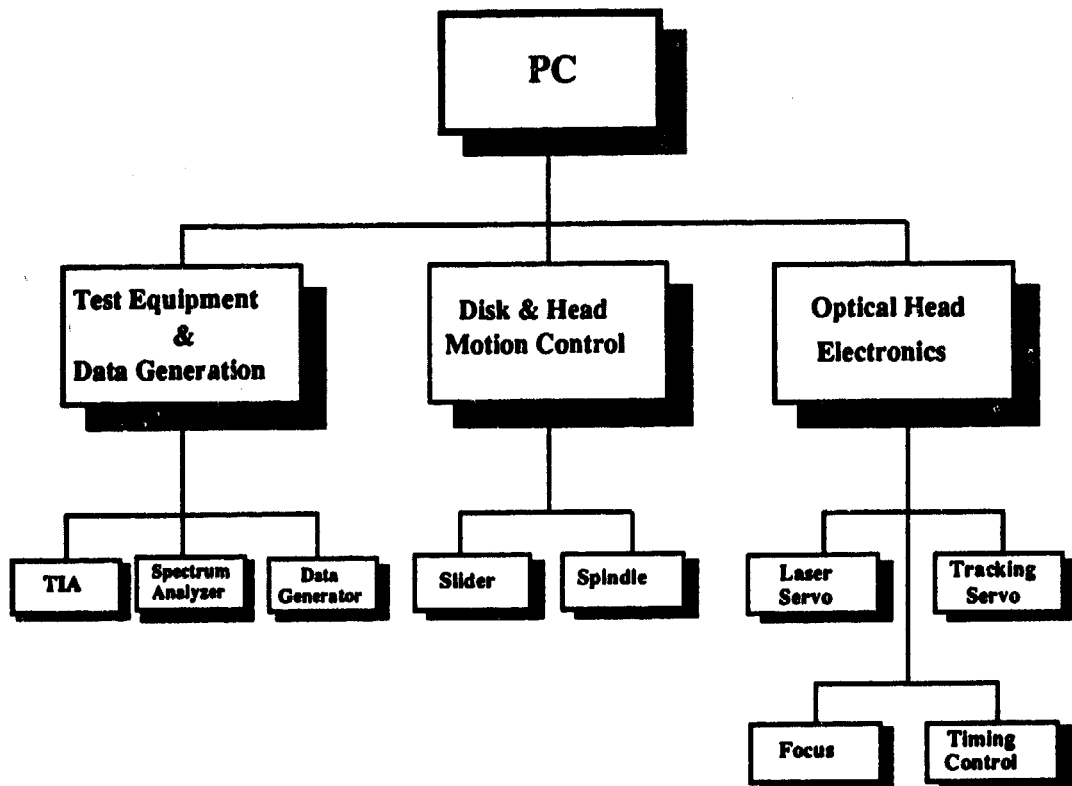 PC
Test Equipment
&
Data Generation
Disk & Head
Motion Control
Optical Head
Electronics
TIA
Spectrum
Analyzer
Data
Generator
Slider
Spindle
Laser
Servo
Tracking
Servo
Focus
Timing
Control